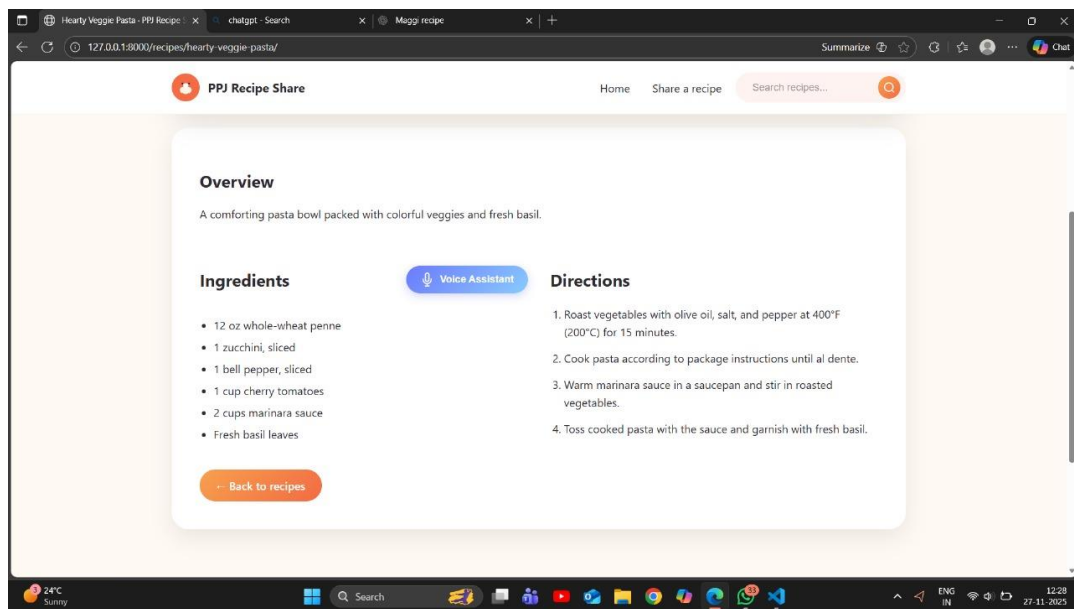 Hearty Veggie Pasta - PPJ Recipe S
chatgpt - Search
Maggi recipe
127.0.0.1:8000/recipes/hearty-veggie-pasta/
Summarize
Chat
PPJ Recipe Share
Home
Share a recipe
Search recipes...
Overview
A comforting pasta bowl packed with colorful veggies and fresh basil.
Ingredients
Voice Assistant
• 12 oz whole-wheat penne
• 1 zucchini, sliced
• 1 bell pepper, sliced
• 1 cup cherry tomatoes
• 2 cups marinara sauce
• Fresh basil leaves
← Back to recipes
Directions
1. Roast vegetables with olive oil, salt, and pepper at 400°F
(200°C) for 15 minutes.
2. Cook pasta according to package instructions until al dente.
3. Warm marinara sauce in a saucepan and stir in roasted
vegetables.
4. Toss cooked pasta with the sauce and garnish with fresh basil.
3
24°C
Sunny
Search
33
ENG
IN
12:28
27-11-2025